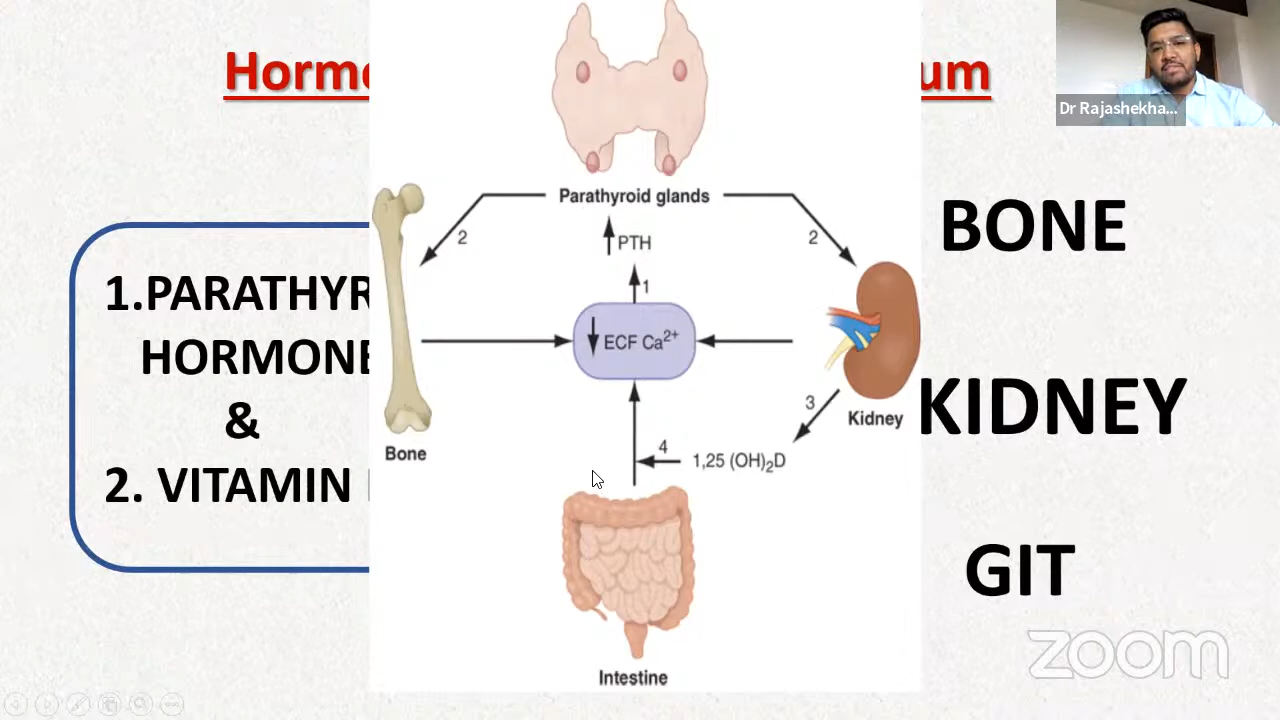 Horm
um
Dr Rajashekha...
Parathyroid glands
2
2
PTH
1
ECF Ca²⁺
3
4
1,25 (OH)₂D
Bone
Kidney
Intestine
1.PARATHYR
HORMONE
&
2. VITAMIN
BONE
KIDNEY
GIT
zoom